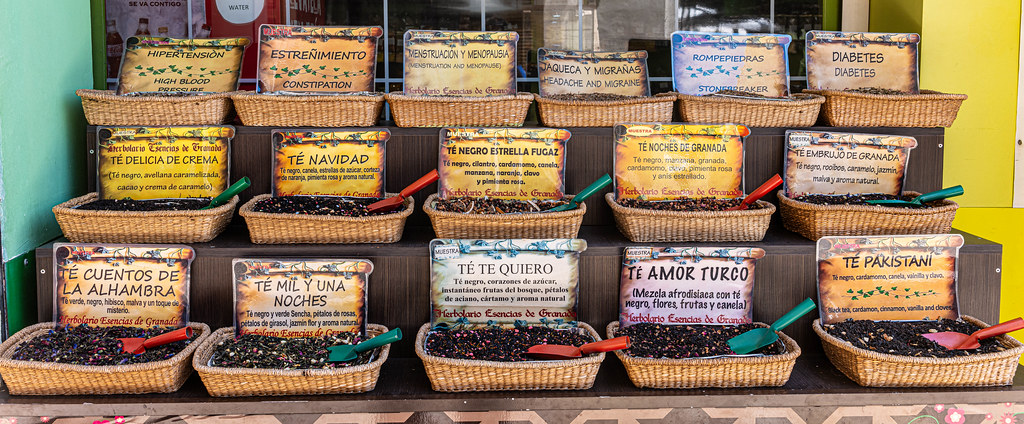 SE VA CONTIGO
WATER
HIPERTENSIÓN
HIGH BLOOD
PRESSURE
ESTREÑIMIENTO
CONSTIPATION
MENSTRUACIÓN Y MENOPAUSIA
(MENSTRUATION AND MENOPAUSE)
Herbolario Esencias de Granada
JAQUECA Y MIGRAÑAS
HEADACHE AND MIGRAINE
ROMPEPIEDRAS
STONEBREAKER
DIABETES
DIABETES
Herbolario Esencias de Granada
TÉ DELICIA DE CREMA
(Té negro, avellana caramelizada,
cacao y crema de caramelo)
MUESTRA
TÉ NAVIDAD
Té negro, canela, estrellas de azúcar, corteza
de naranja, pimienta rosa y aroma natural.
MUESTRA
TÉ NEGRO ESTRELLA FUGAZ
Té negro, cilantro, cardamomo, canela,
manzana, naranja, clavo
y pimienta rosa.
Herbolario Esencias de Granada
MUESTRA
TÉ NOCHES DE GRANADA
Té negro, manzana, granada,
cardamomo, clavo, pimienta rosa
y anís estrellado.
Herbolario Esencias de Granada
MUESTRA
TÉ EMBRUJO DE GRANADA
Té negro, rooibos, caramelo, jazmín,
malva y aroma natural.
MUESTRA
TÉ CUENTOS DE
LA ALHAMBRA
Té verde, negro, hibisco, malva y un toque de
misterio.
Herbolario Esencias de Granada
TÉ MIL Y UNA
NOCHES
Té negro y verde Sencha, pétalos de rosas,
pétalos de girasol, jazmín flor y aroma natural
Herbolario Esencias de Granada
MUESTRA
TÉ TE QUIERO
Té negro, corazones de azúcar,
instantáneo frutas del bosque, pétalos
de aciano, cártamo y aroma natural
Herbolario Esencias de Granada
MUESTRA
TÉ AMOR TURCO
(Mezcla afrodisíaca con té
negro, flores, frutas y canela)
Herbolario Esencias de Granada
TÉ PAKISTANÍ
Té negro, cardamomo, canela, vainilla y clavo.
Black tea, cardamon, cinnamon, vanilla and clovers